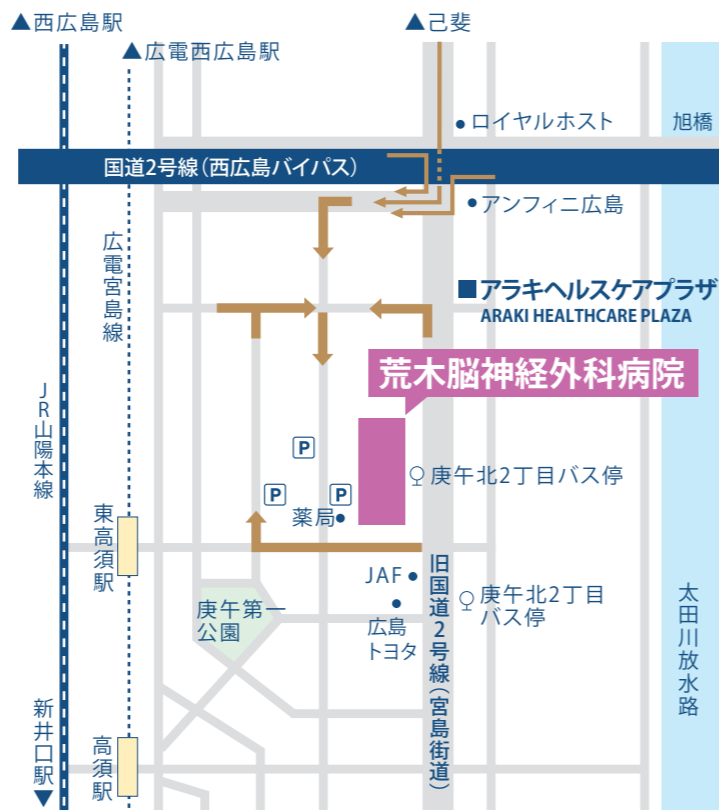 ▲西広島駅
▲広電西広島駅
▲己斐
ロイヤルホスト
旭橋
国道2号線(西広島バイパス)
アンフィニ広島
広電宮島線
■アラキヘルスケアプラザ
ARAKI HEALTHCARE PLAZA
荒木脳神経外科病院
JR山陽本線
P
P
P
庚午北2丁目バス停
薬局
東高須駅
JAF
広島
トヨタ
旧国道2号線(宮島街道)
庚午北2丁目
バス停
庚午第一
公園
太田川放水路
新井口駅▼
高須駅